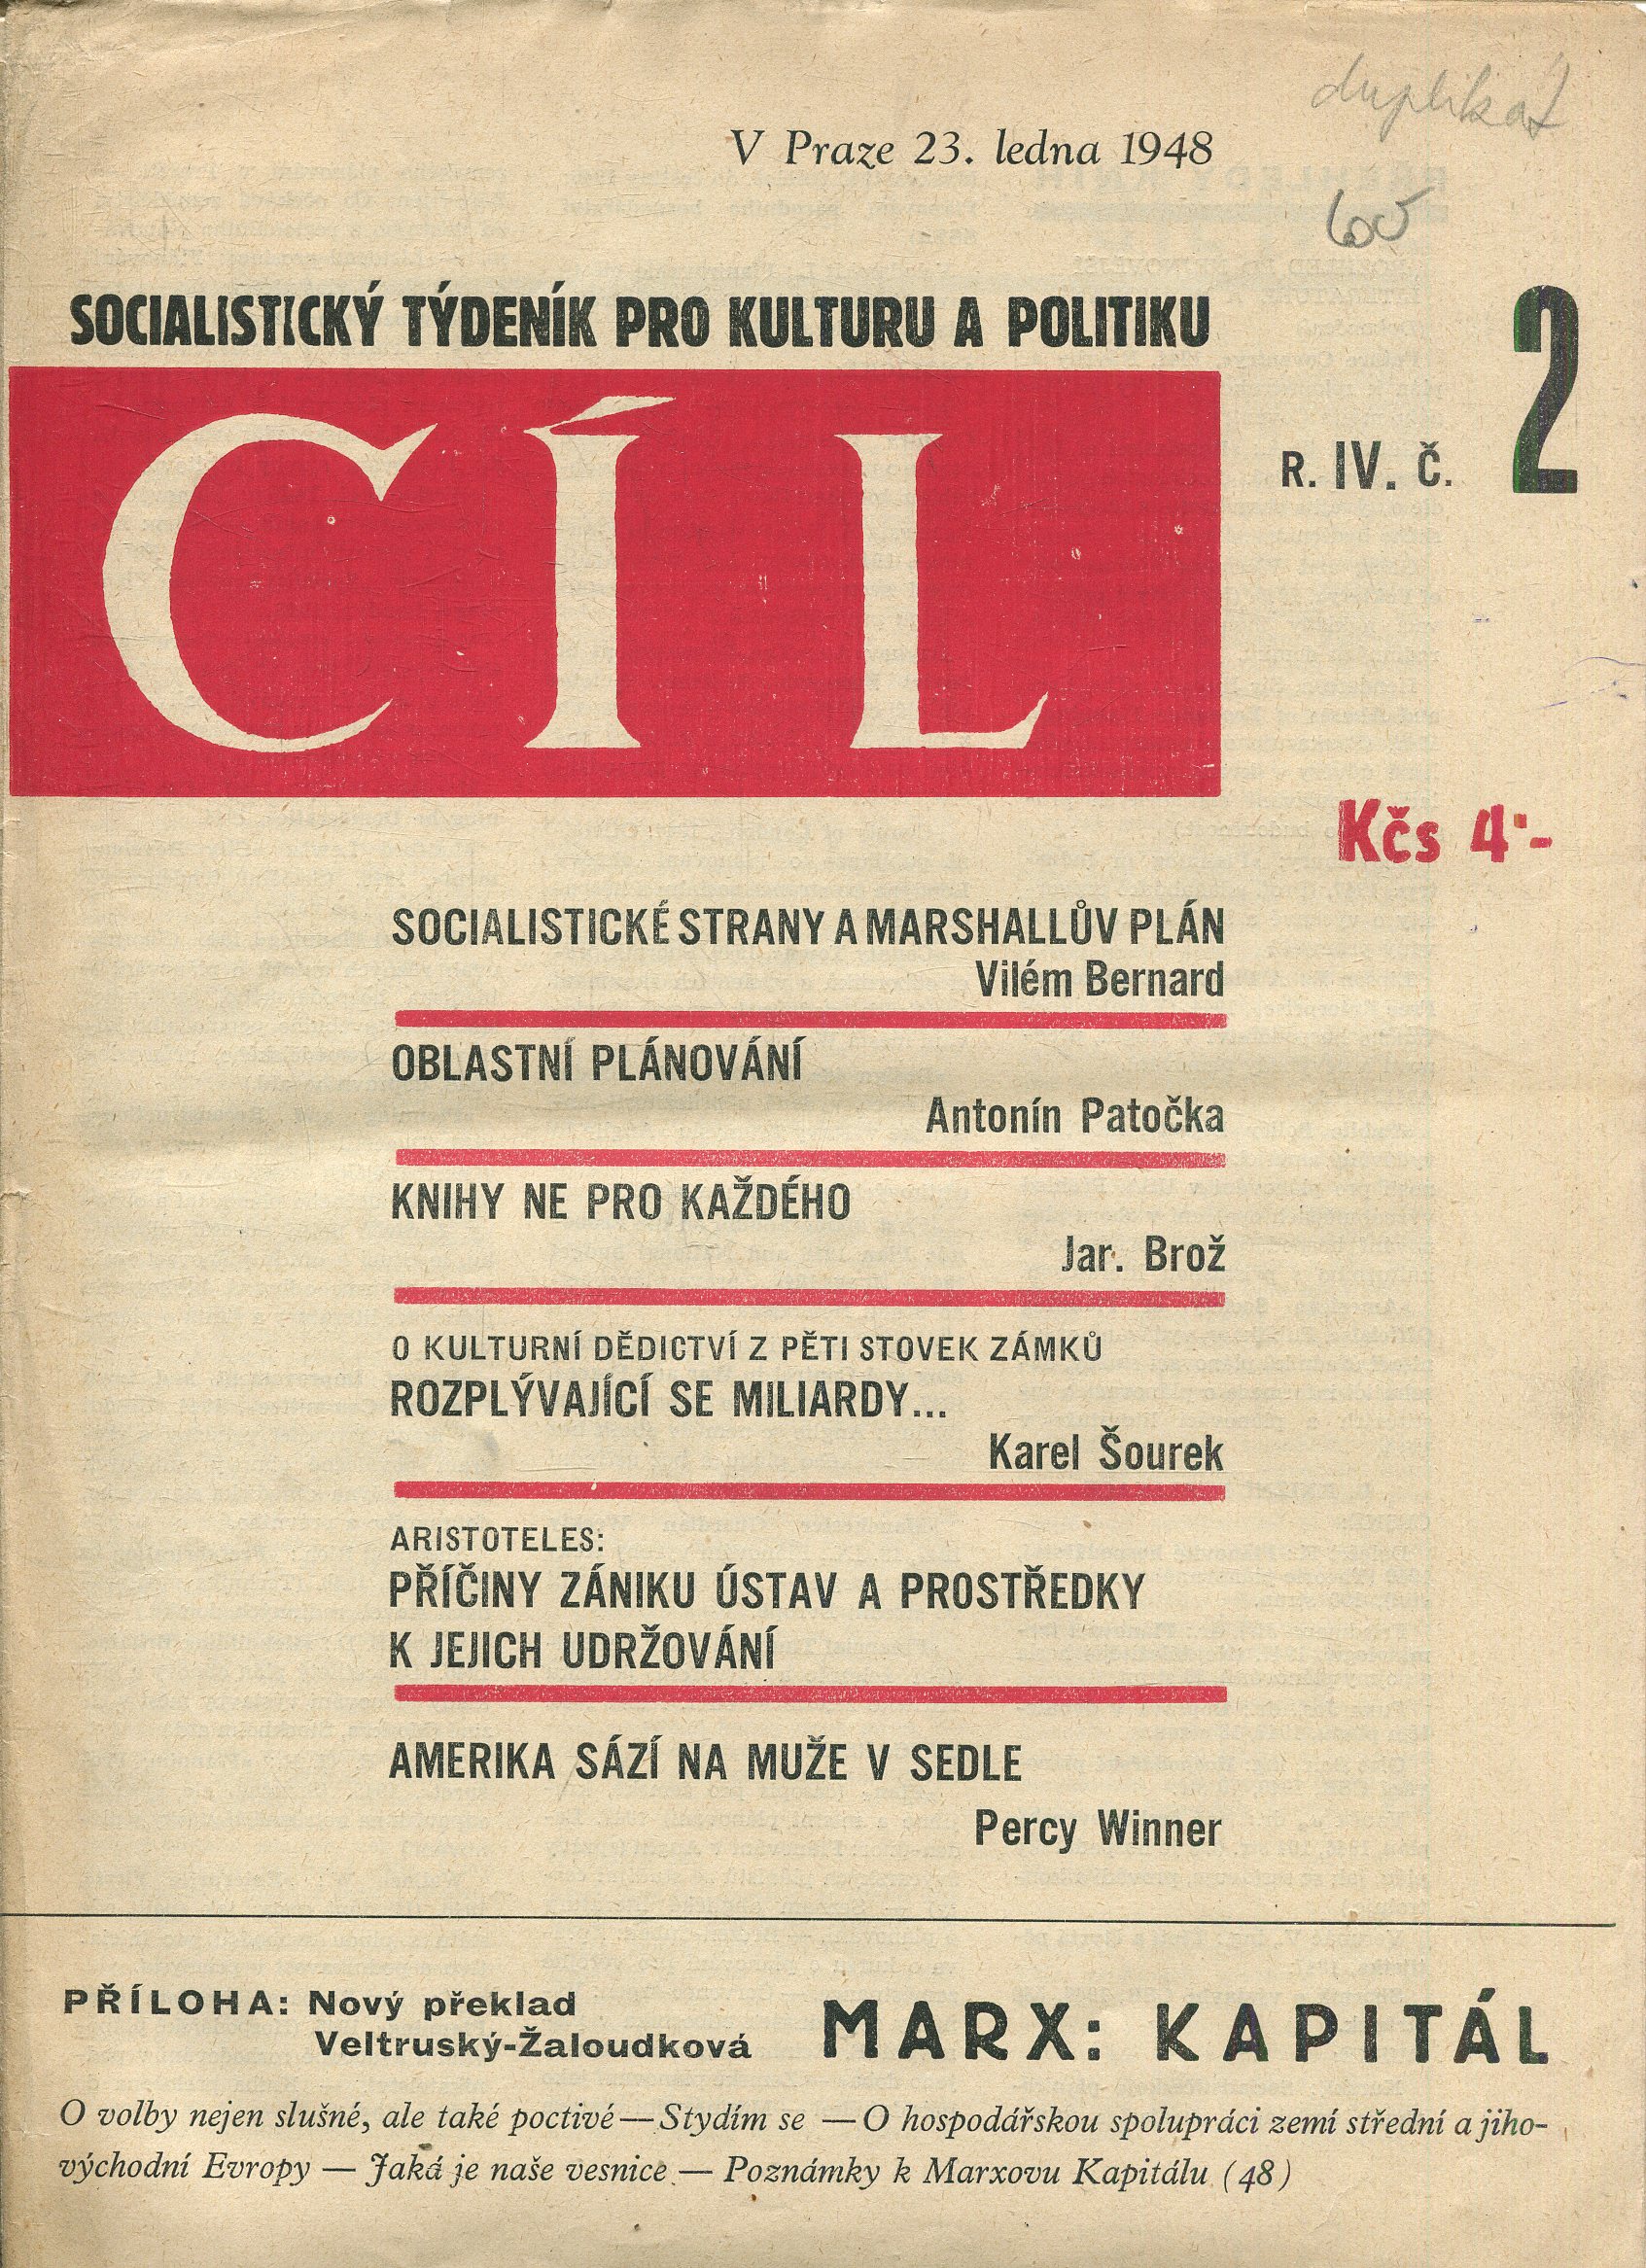 duplikát
V Praze 23. ledna 1948
SOCIALISTICKÝ TÝDENÍK PRO KULTURU A POLITIKU
CÍL
R. IV. Č. 2
Kčs 4·-
SOCIALISTICKÉ STRANY A MARSHALLŮV PLÁN
Vilém Bernard
OBLASTNÍ PLÁNOVÁNÍ
Antonín Patočka
KNIHY NE PRO KAŽDÉHO
Jar. Brož
O KULTURNÍ DĚDICTVÍ Z PĚTI STOVEK ZÁMKŮ
ROZPLÝVAJÍCÍ SE MILIARDY...
Karel Šourek
ARISTOTELES:
PŘÍČINY ZÁNIKU ÚSTAV A PROSTŘEDKY
K JEJICH UDRŽOVÁNÍ
AMERIKA SÁZÍ NA MUŽE V SEDLE
Percy Winner
PŘÍLOHA: Nový překlad
Veltruský-Žaloudková
MARX: KAPITÁL
O volby nejen slušné, ale také poctivé — Stydím se — O hospodářskou spolupráci zemí střední a jiho-
východní Evropy — Jaká je naše vesnice — Poznámky k Marxovu Kapitálu (48)